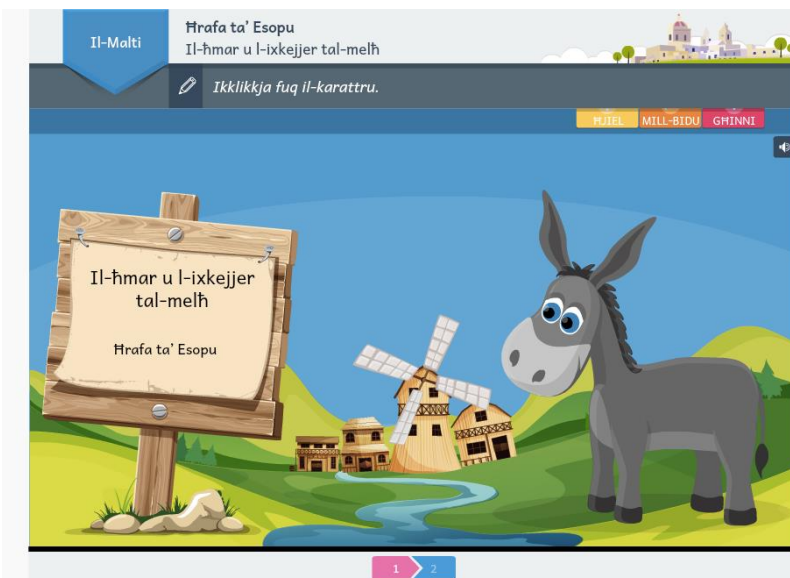 Il-Malti
Ħrafa ta' Esopu
Il-ħmar u l-ixkejjer tal-melħ
Ikklikkja fuq il-karattru.
ĦJIEL
MILL-BIDU
GĦINNI
Il-ħmar u l-ixkejjer
tal-melħ
Ħrafa ta' Esopu
1
2